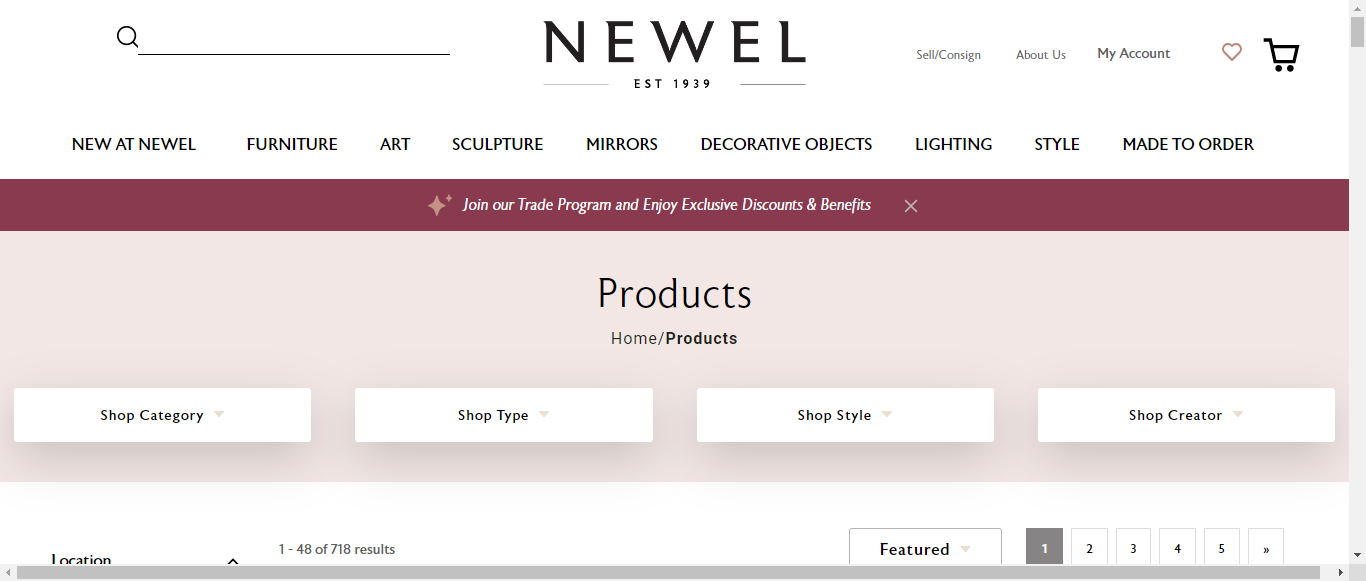 NEWEL
EST 1939
Sell/Consign
About Us
My Account
NEW AT NEWEL
FURNITURE
ART
SCULPTURE
MIRRORS
DECORATIVE OBJECTS
LIGHTING
STYLE
MADE TO ORDER
Join our Trade Program and Enjoy Exclusive Discounts & Benefits
Products
Home/Products
Shop Category
Shop Type
Shop Style
Shop Creator
Location
1 - 48 of 718 results
Featured
1
2
3
4
5
»